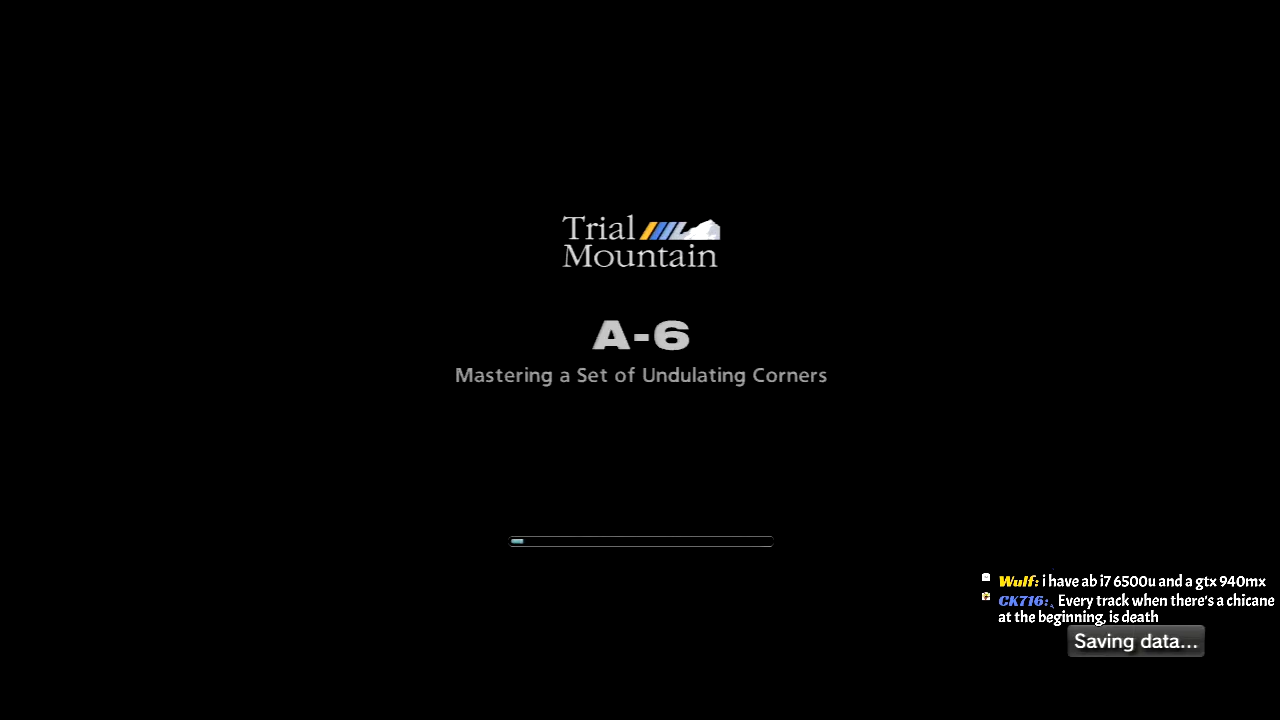 Trial
Mountain
A-6
Mastering a Set of Undulating Corners
Wulf: i have ab i7 6500u and a gtx 940mx
CK716: Every track when there's a chicane
at the beginning, is death
Saving data...